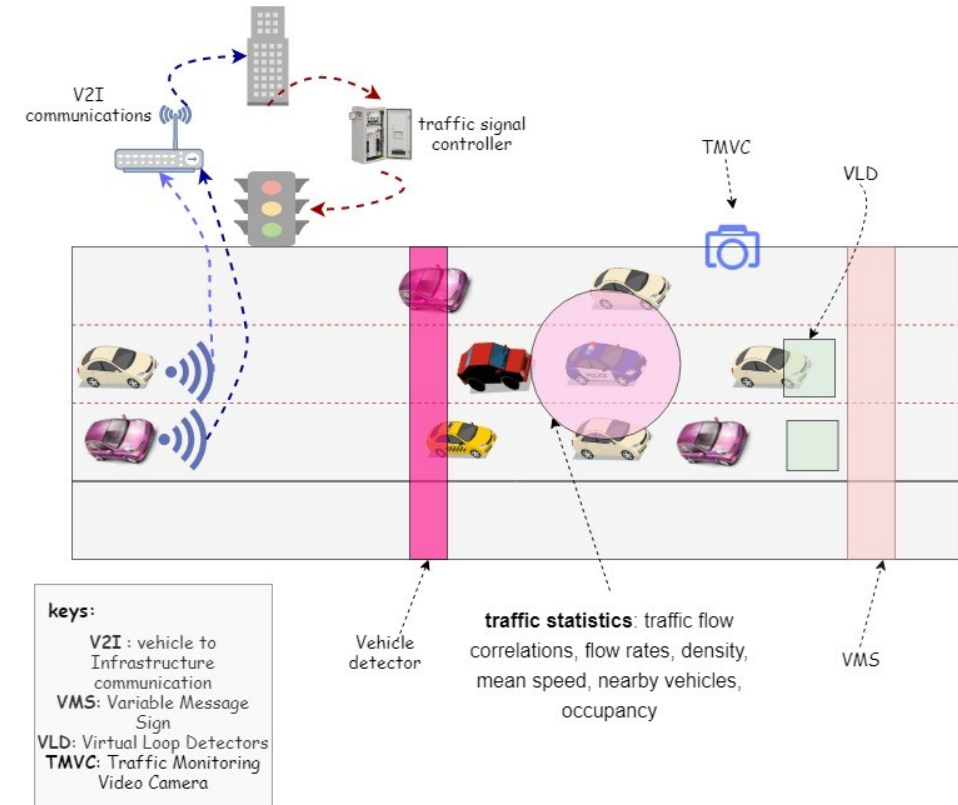 V2I
communications
traffic signal
controller
TMVC
VLD
POLICE
keys:
V2I : vehicle to
Infrastructure
communication
VMS: Variable Message
Sign
VLD: Virtual Loop Detectors
TMVC: Traffic Monitoring
Video Camera
Vehicle
detector
traffic statistics: traffic flow
correlations, flow rates, density,
mean speed, nearby vehicles,
occupancy
VMS